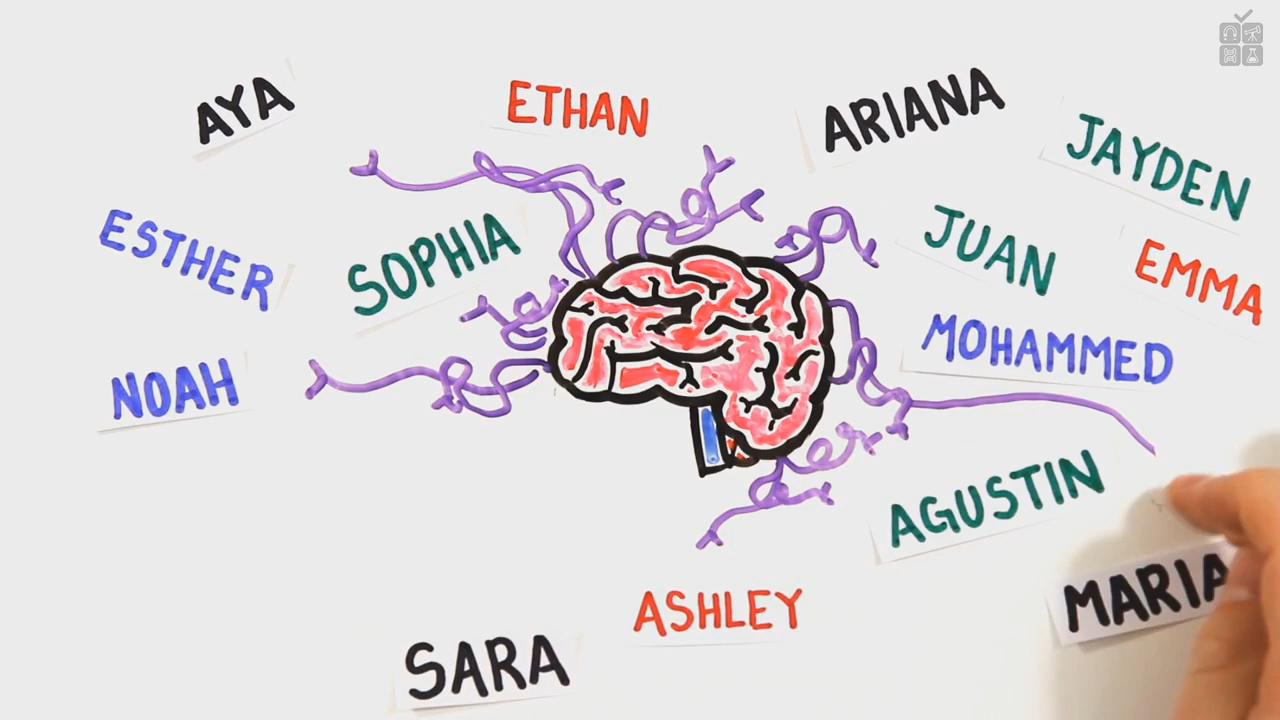 AYA
ETHAN
ARIANA
JAYDEN
ESTHER
SOPHIA
JUAN
EMMA
NOAH
MOHAMMED
AGUSTIN
MARIA
ASHLEY
SARA